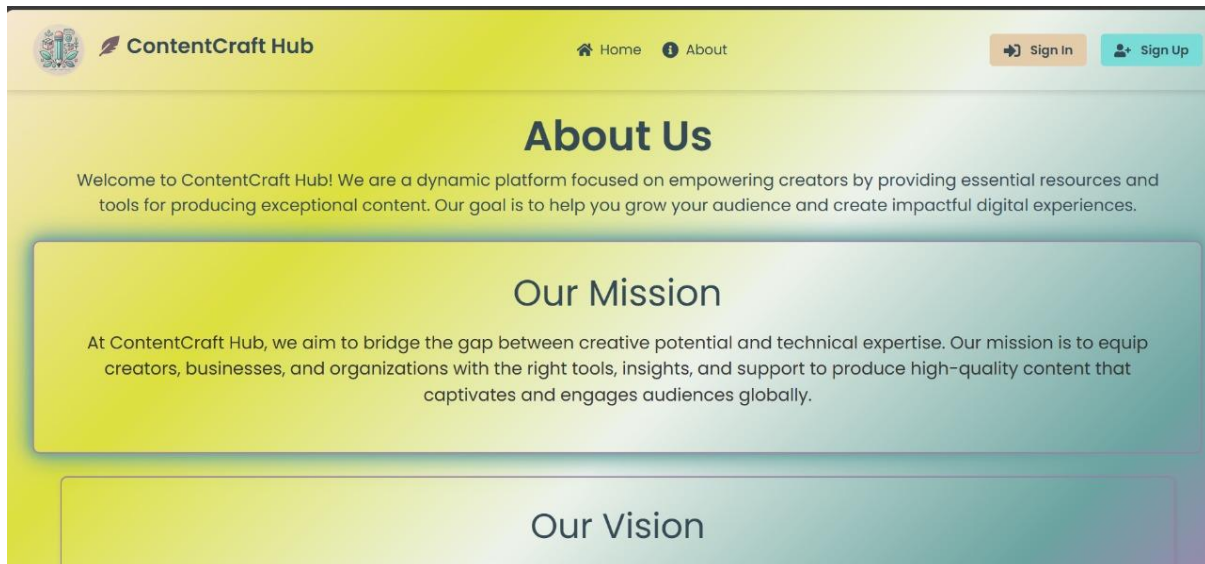 ContentCraft Hub
Home
About
Sign In
Sign Up
About Us
Welcome to ContentCraft Hub! We are a dynamic platform focused on empowering creators by providing essential resources and
tools for producing exceptional content. Our goal is to help you grow your audience and create impactful digital experiences.
Our Mission
At ContentCraft Hub, we aim to bridge the gap between creative potential and technical expertise. Our mission is to equip
creators, businesses, and organizations with the right tools, insights, and support to produce high-quality content that
captivates and engages audiences globally.
Our Vision